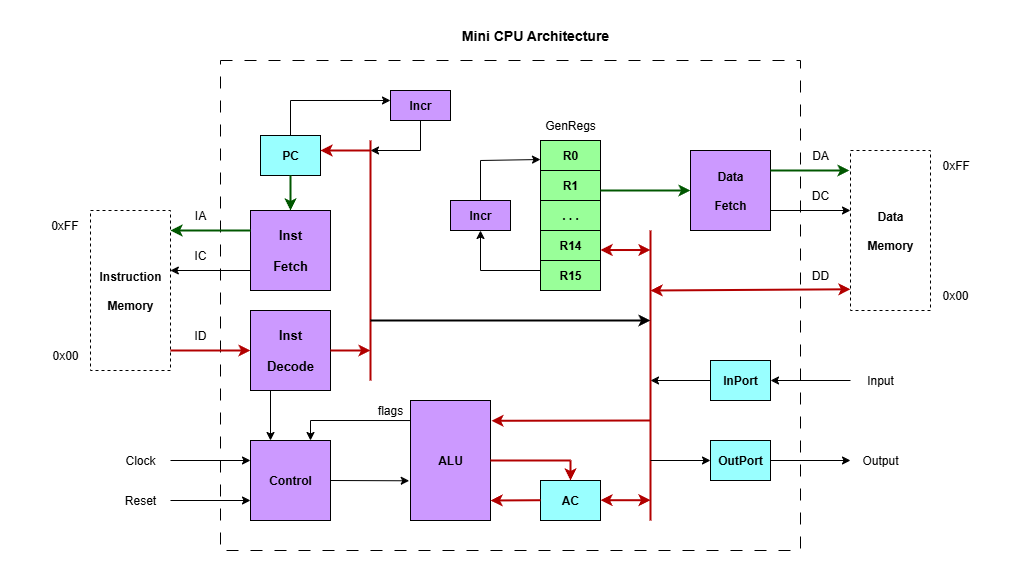 Mini CPU Architecture
Incr
GenRegs
PC
R0
R1
. . .
R14
R15
Incr
Data
Fetch
DA
DC
DD
0xFF
Data
Memory
0x00
0xFF
Instruction
Memory
0x00
IA
IC
ID
Inst
Fetch
Inst
Decode
flags
Control
ALU
AC
InPort
OutPort
Input
Output
Clock
Reset